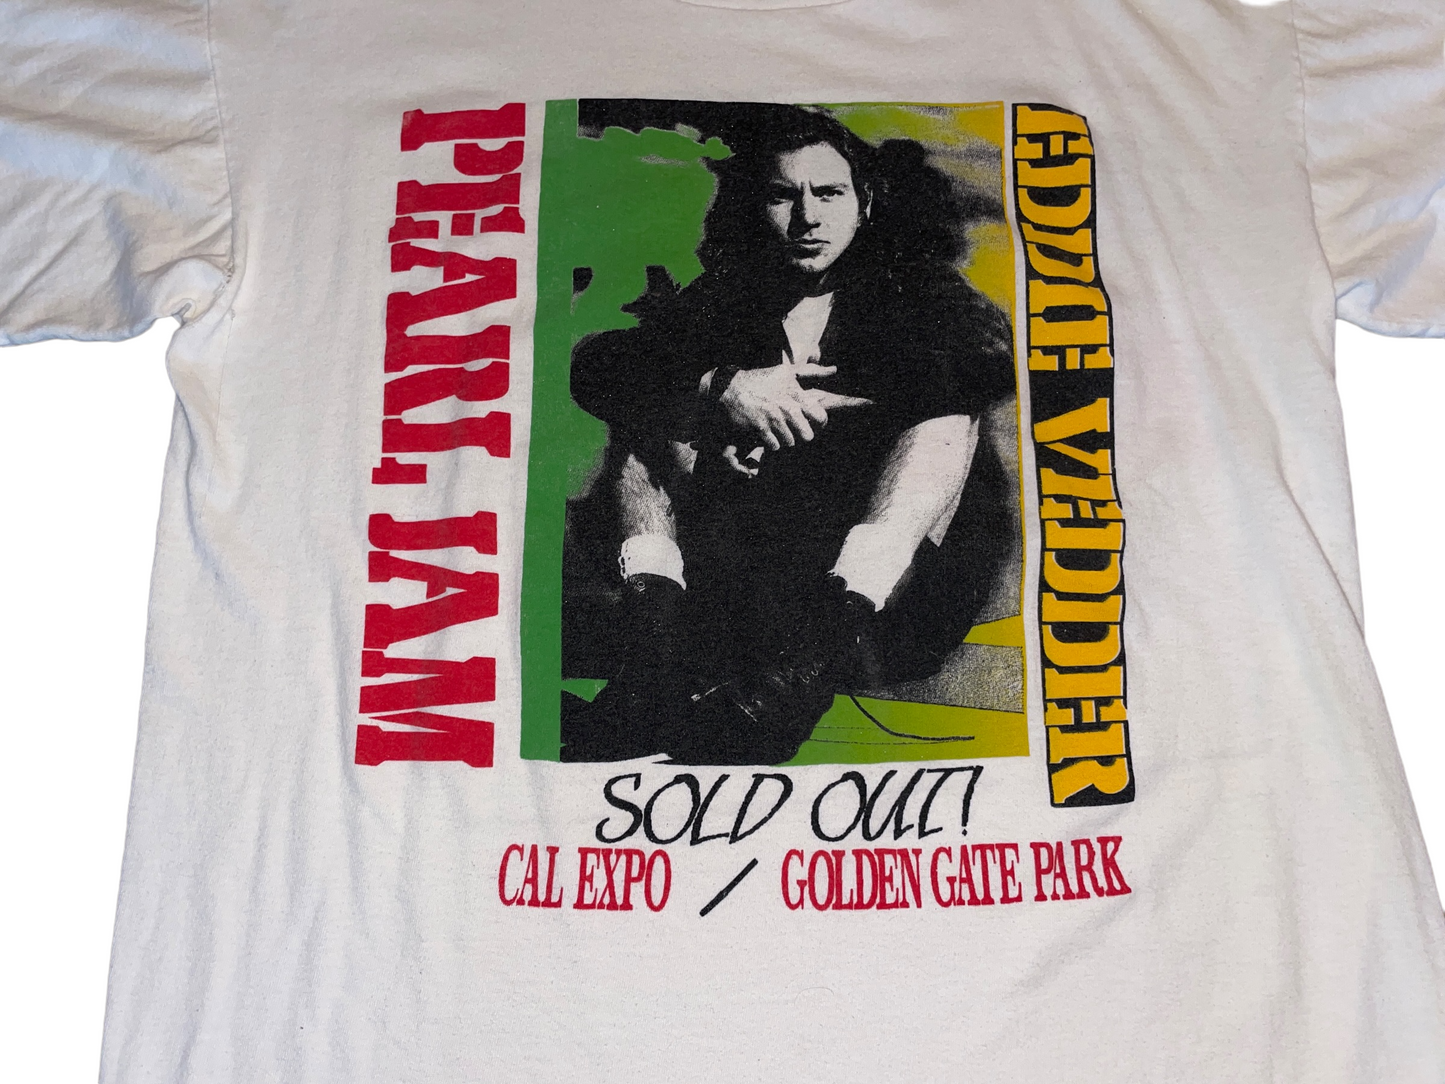 PEARL JAM
EDDIE VEDDER
SOLD OUT!
CAL EXPO / GOLDEN GATE PARK